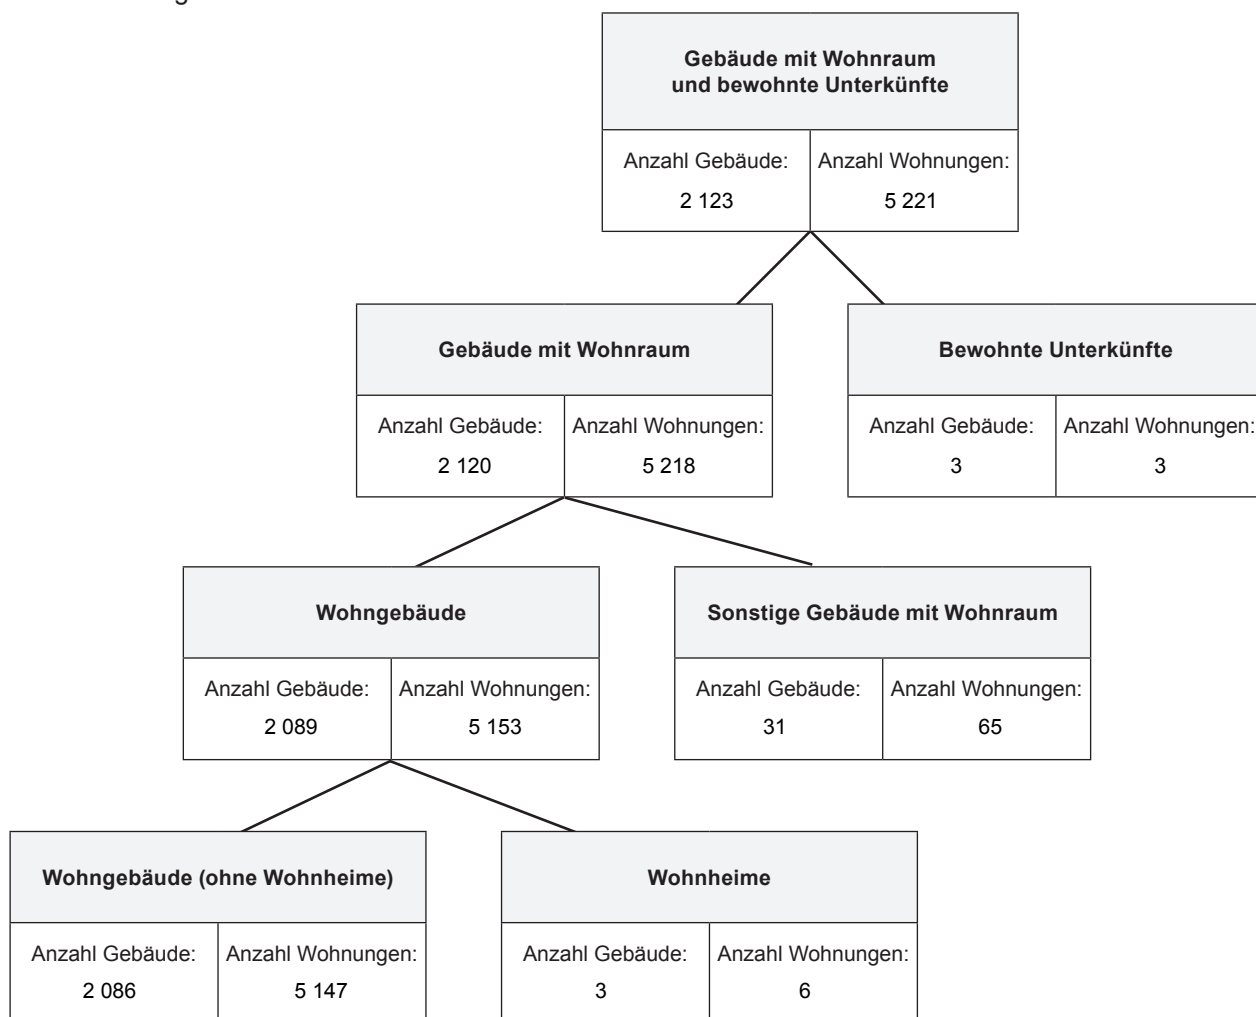 Gebäude mit Wohnraum
und bewohnte Unterkünfte
Anzahl Gebäude: Anzahl Wohnungen:
2 123 5 221
Gebäude mit Wohnraum Bewohnte Unterkünfte
Anzahl Gebäude: Anzahl Wohnungen: Anzahl Gebäude: Anzahl Wohnungen:
2 120 5 218 3 3
Wohngebäude Sonstige Gebäude mit Wohnraum
Anzahl Gebäude: Anzahl Wohnungen: Anzahl Gebäude: Anzahl Wohnungen:
2 089 5 153 31 65
Wohngebäude (ohne Wohnheime) Wohnheime
Anzahl Gebäude: Anzahl Wohnungen: Anzahl Gebäude: Anzahl Wohnungen:
2 086 5 147 3 6